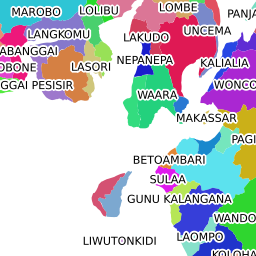 MAROBO
LOLIBU
LOMBE
PANJA
UNCEMA
LANGKOMU
LAKUDO
ABANGGAI
NEPANEPA
KALIALIA
OBONE
LASORI
GGAI PESISIR
WONCO
WAARA
MAKASSAR
PAGI
BETOAMBARI
SULAA
GUNU KALANGANA
WANDO
LIWUTONKIDI
LAOMPO
KOLOHA